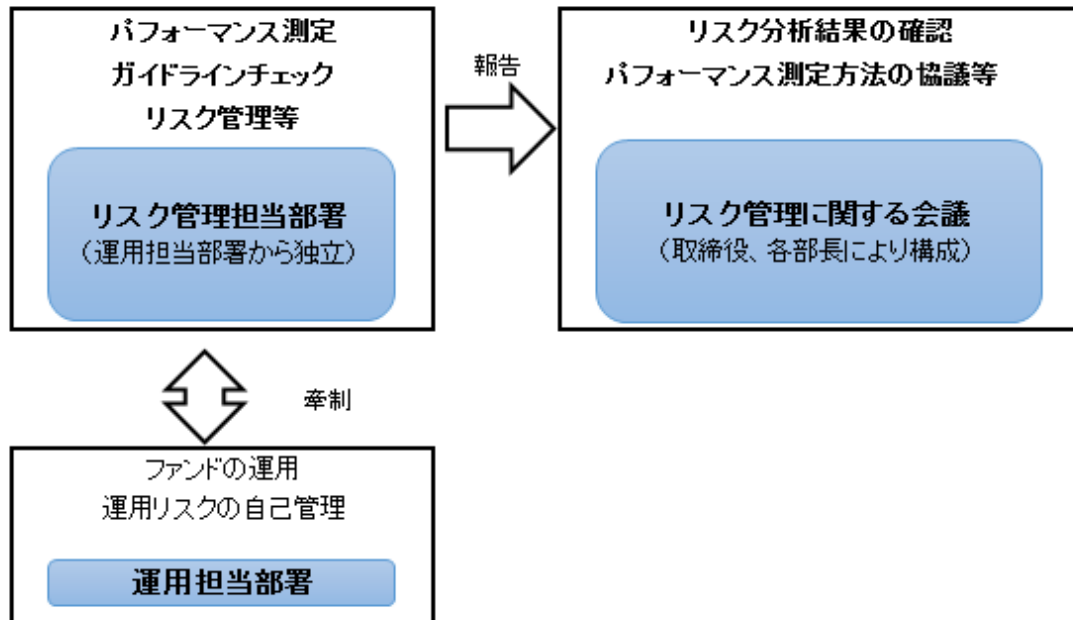 パフォーマンス測定
ガイドラインチェック
リスク管理等
リスク管理担当部署
（運用担当部署から独立）
報告
リスク分析結果の確認
パフォーマンス測定方法の協議等
リスク管理に関する会議
（取締役、各部長により構成）
牽制
ファンドの運用
運用リスクの自己管理
運用担当部署